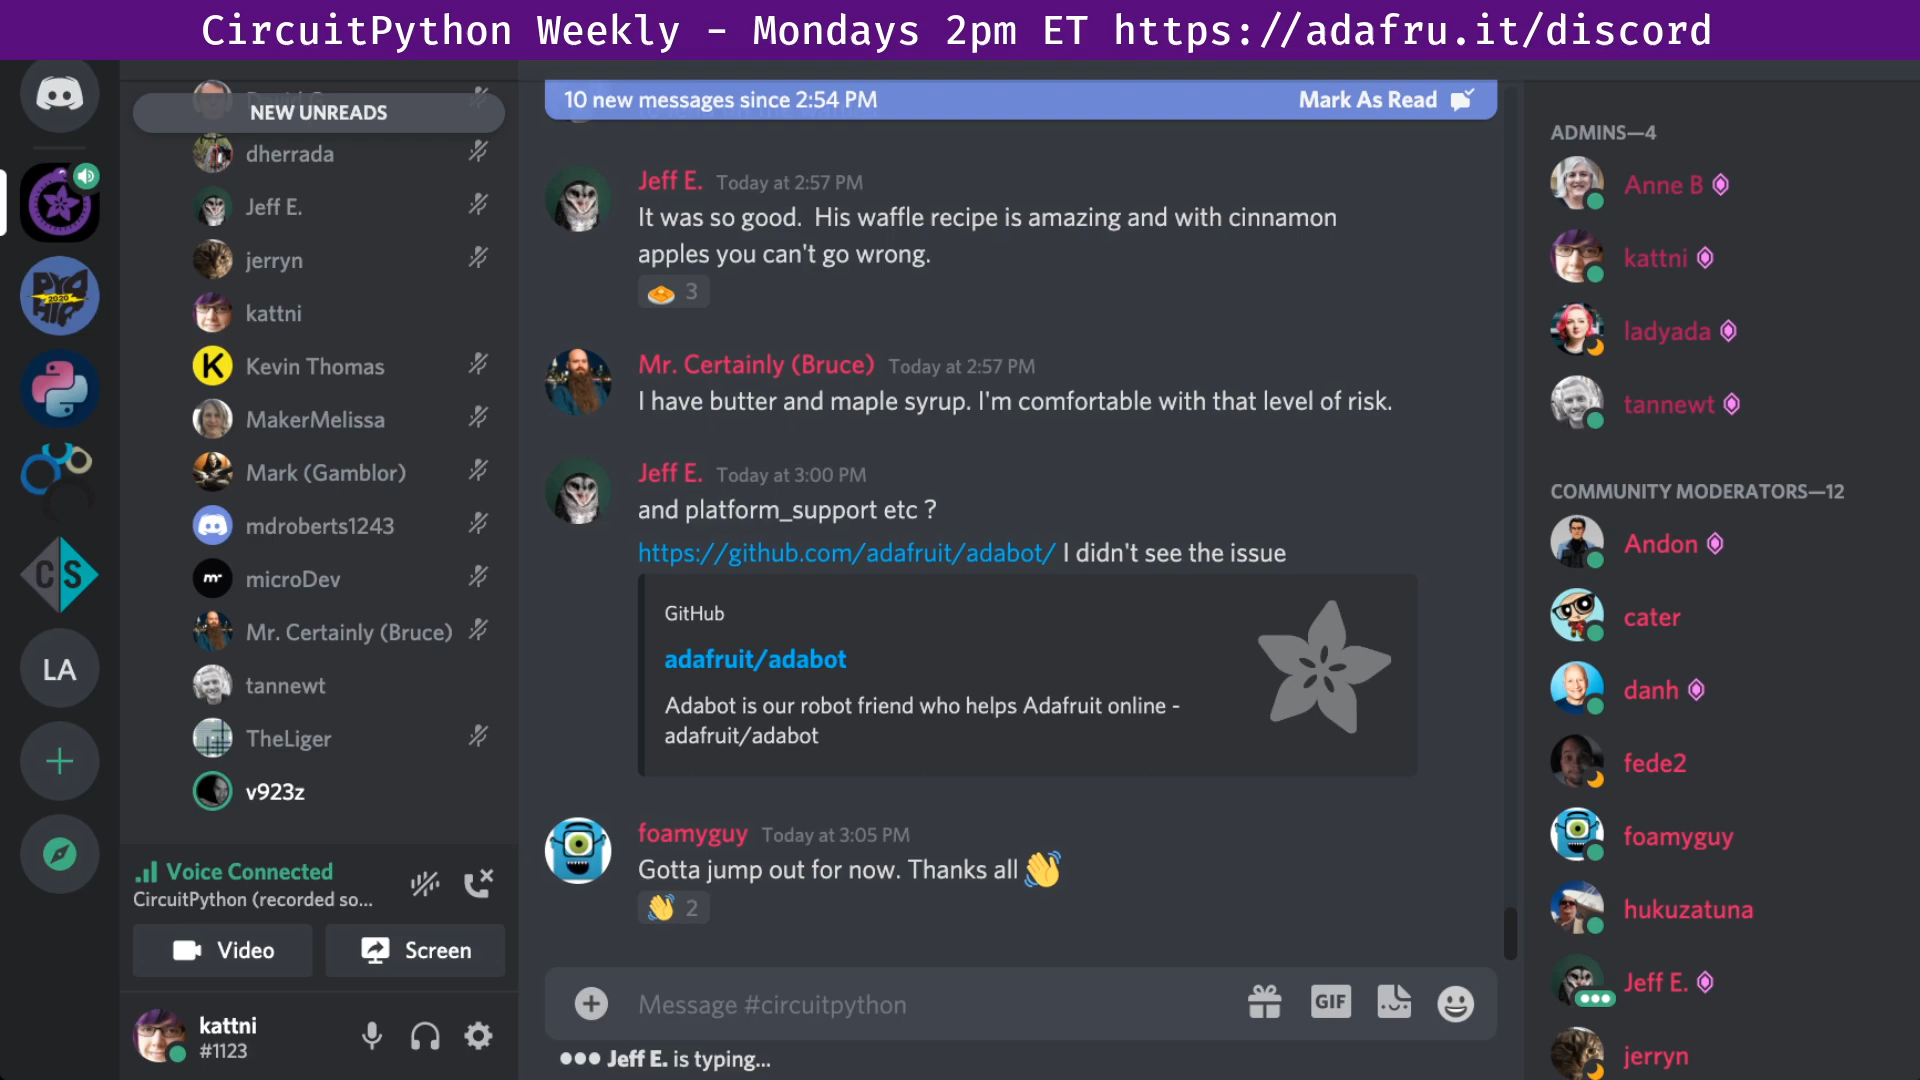 CircuitPython Weekly - Mondays 2pm ET https://adafru.it/discord
NEW UNREADS
dherrada
Jeff E.
jerryn
kattni
Kevin Thomas
MakerMelissa
Mark (Gamblor)
mdroberts1243
microDev
Mr. Certainly (Bruce)
tannewt
TheLiger
v923z
Voice Connected
CircuitPython (recorded so...
Video
Screen
kattni
#1123
PYO
2020
HIP
CS
LA
K
10 new messages since 2:54 PM
Mark As Read
Jeff E. Today at 2:57 PM
It was so good. His waffle recipe is amazing and with cinnamon
apples you can't go wrong.
3
Mr. Certainly (Bruce) Today at 2:57 PM
I have butter and maple syrup. I'm comfortable with that level of risk.
Jeff E. Today at 3:00 PM
and platform_support etc ?
https://github.com/adafruit/adabot/ I didn't see the issue
GitHub
adafruit/adabot
Adabot is our robot friend who helps Adafruit online -
adafruit/adabot
foamyguy Today at 3:05 PM
Gotta jump out for now. Thanks all
2
Message #circuitpython
GIF
Jeff E. is typing...
ADMINS—4
Anne B
kattni
ladyada
tannewt
COMMUNITY MODERATORS—12
Andon
cater
danh
fede2
foamyguy
hukuzatuna
Jeff E.
jerryn